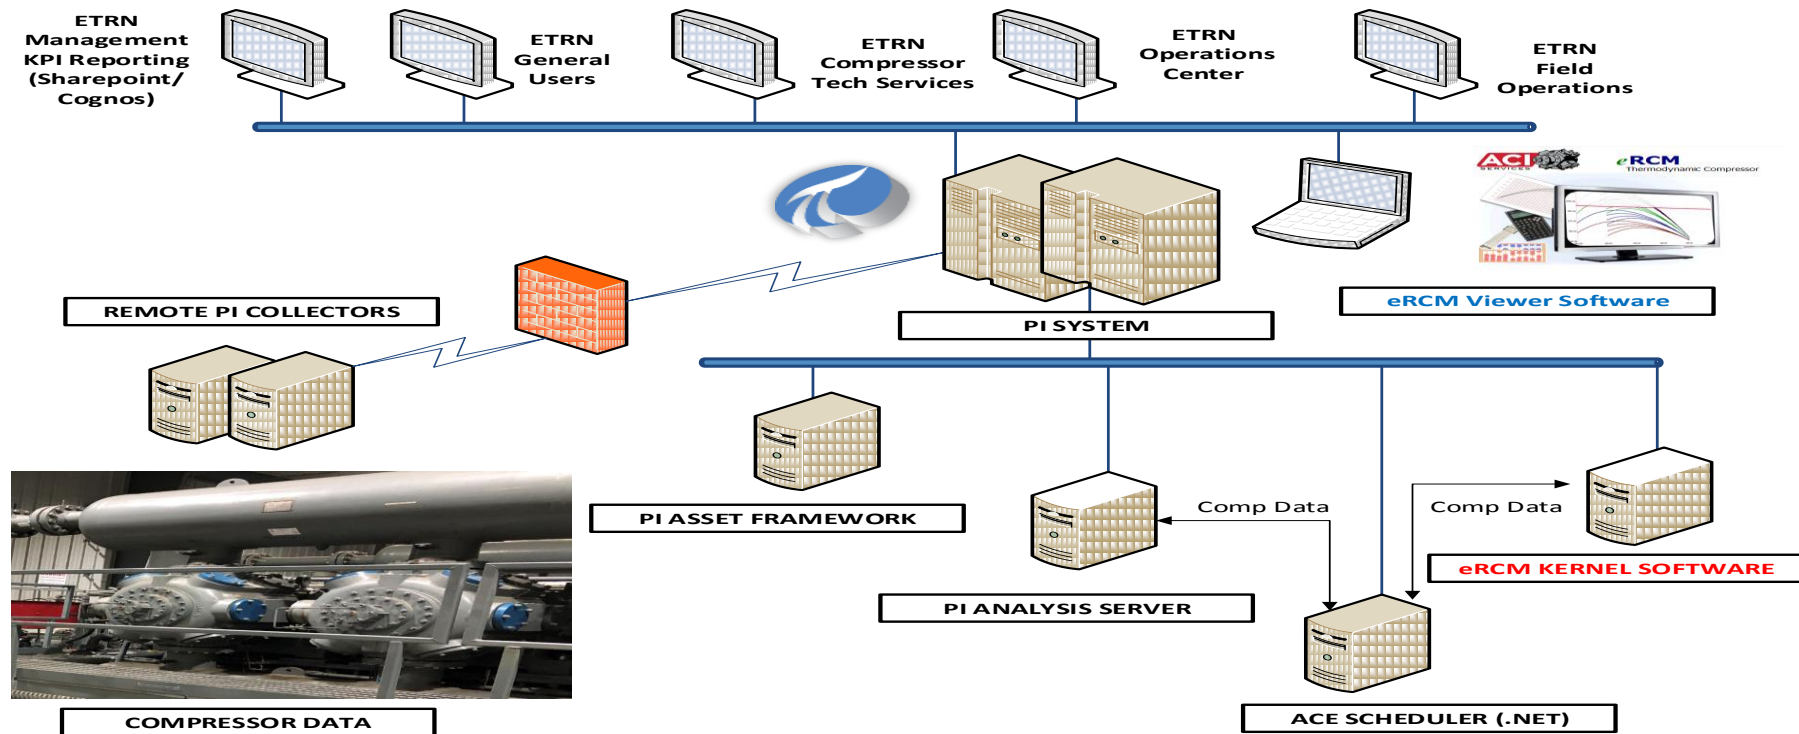 ETRN
Management
KPI Reporting
(Sharepoint/
Cognos)
ETRN
General
Users
ETRN
Compressor
Tech Services
ETRN
Operations
Center
ETRN
Field
Operations
ACI
SERVICES
eRCM
Thermodynamic Compressor
eRCM Viewer Software
REMOTE PI COLLECTORS
PI SYSTEM
PI ASSET FRAMEWORK
Comp Data
Comp Data
eRCM KERNEL SOFTWARE
PI ANALYSIS SERVER
COMPRESSOR DATA
ACE SCHEDULER (.NET)